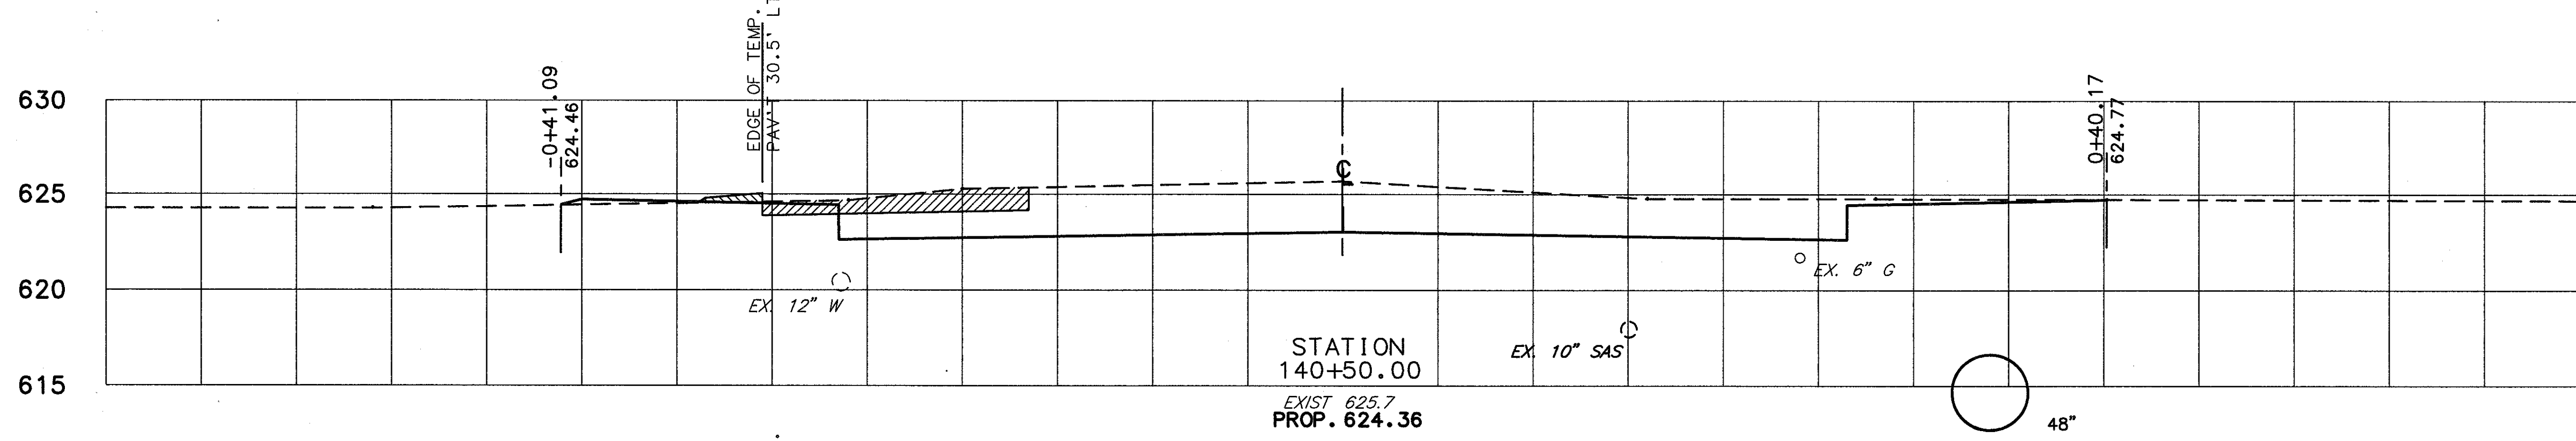 EDGE OF TEMP.
PAV'T 30.5' LT
-0+41.09
624.46
0+40.17
624.77
630
625
620
615
℄
EX. 12" W
EX. 6" G
EX. 10" SAS
STATION
140+50.00
EXIST 625.7
PROP. 624.36
48"